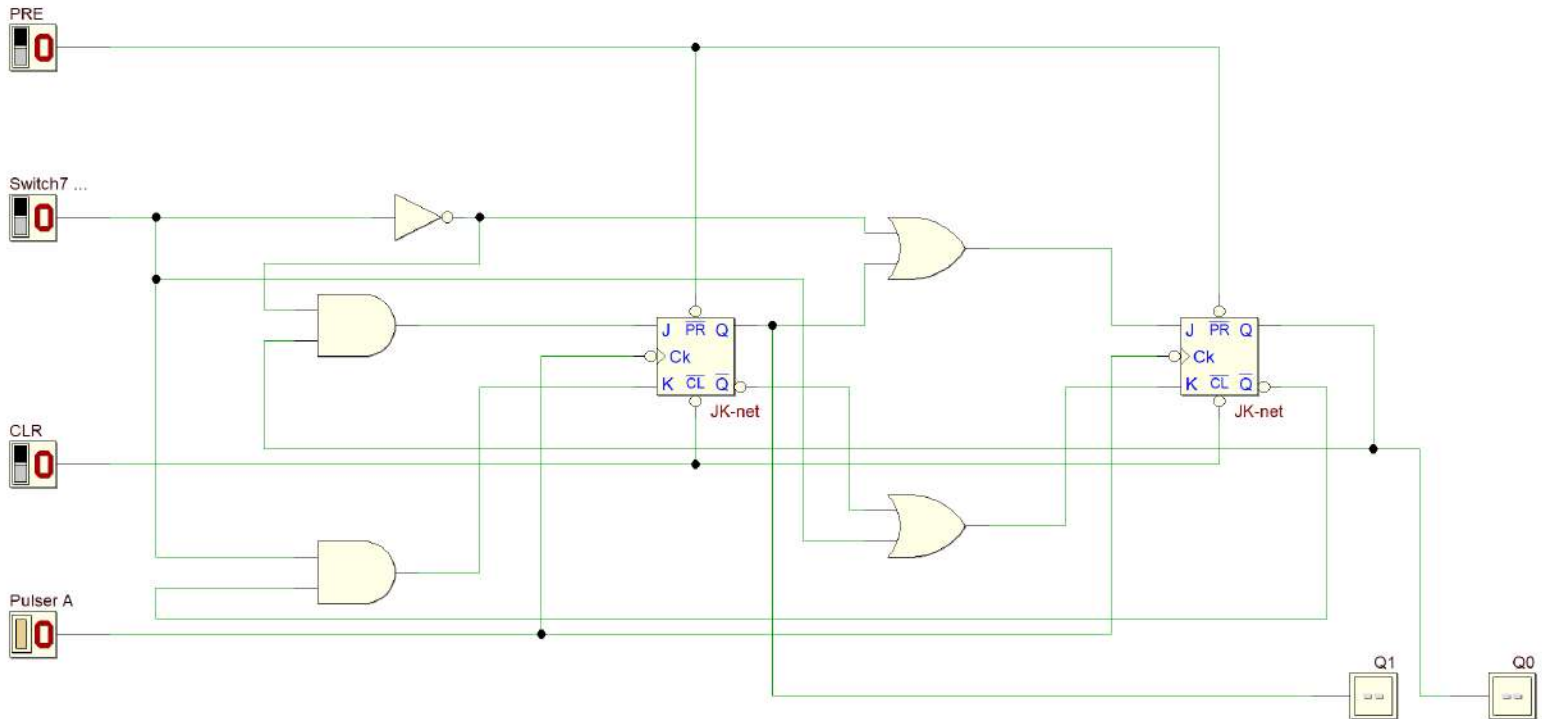 PRE
0
Switch7 ...
0
J PR Q
Ck
K CL Q
JK-net
J PR Q
Ck
K CL Q
JK-net
CLR
0
Pulser A
0
Q1
--
Q0
--